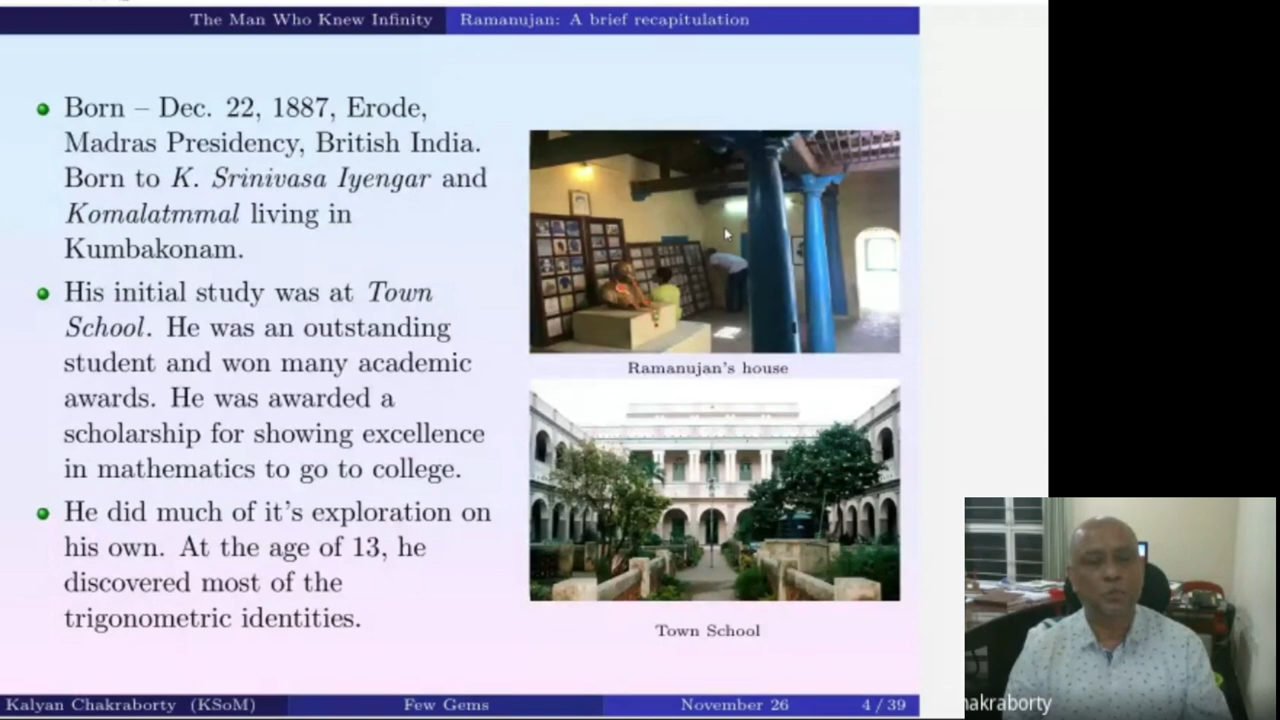 The Man Who Knew Infinity Ramanujan: A brief recapitulation
Born – Dec. 22, 1887, Erode,
Madras Presidency, British India.
Born to K. Srinivasa Iyengar and
Komalatmmal living in
Kumbakonam.
His initial study was at Town
School. He was an outstanding
student and won many academic
awards. He was awarded a
scholarship for showing excellence
in mathematics to go to college.
He did much of it's exploration on
his own. At the age of 13, he
discovered most of the
trigonometric identities.
Ramanujan's house
Town School
Kalyan Chakraborty (KSoM) Few Gems November 26 4 / 39
hakraborty